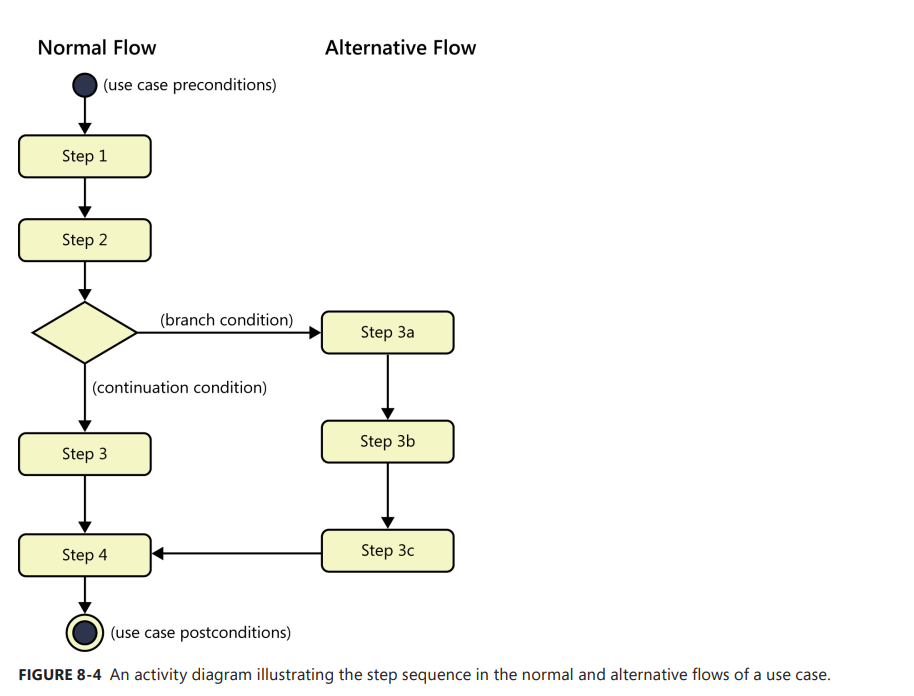 Normal Flow
Alternative Flow
(use case preconditions)
Step 1
Step 2
(branch condition)
Step 3a
(continuation condition)
Step 3b
Step 3
Step 3c
Step 4
(use case postconditions)
FIGURE 8-4 An activity diagram illustrating the step sequence in the normal and alternative flows of a use case.